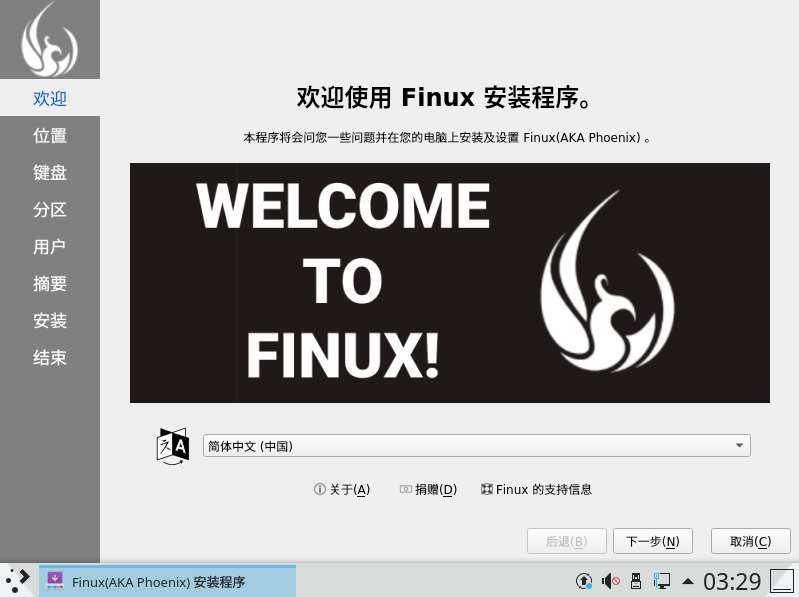 欢迎
位置
键盘
分区
用户
摘要
安装
结束
欢迎使用 Finux 安装程序。
本程序将会问您一些问题并在您的电脑上安装及设置 Finux(AKA Phoenix) 。
WELCOME
TO
FINUX!
A
简体中文 (中国)
关于(A) 捐赠(D) Finux 的支持信息
后退(B) 下一步(N) 取消(C)
Finux(AKA Phoenix) 安装程序 03:29